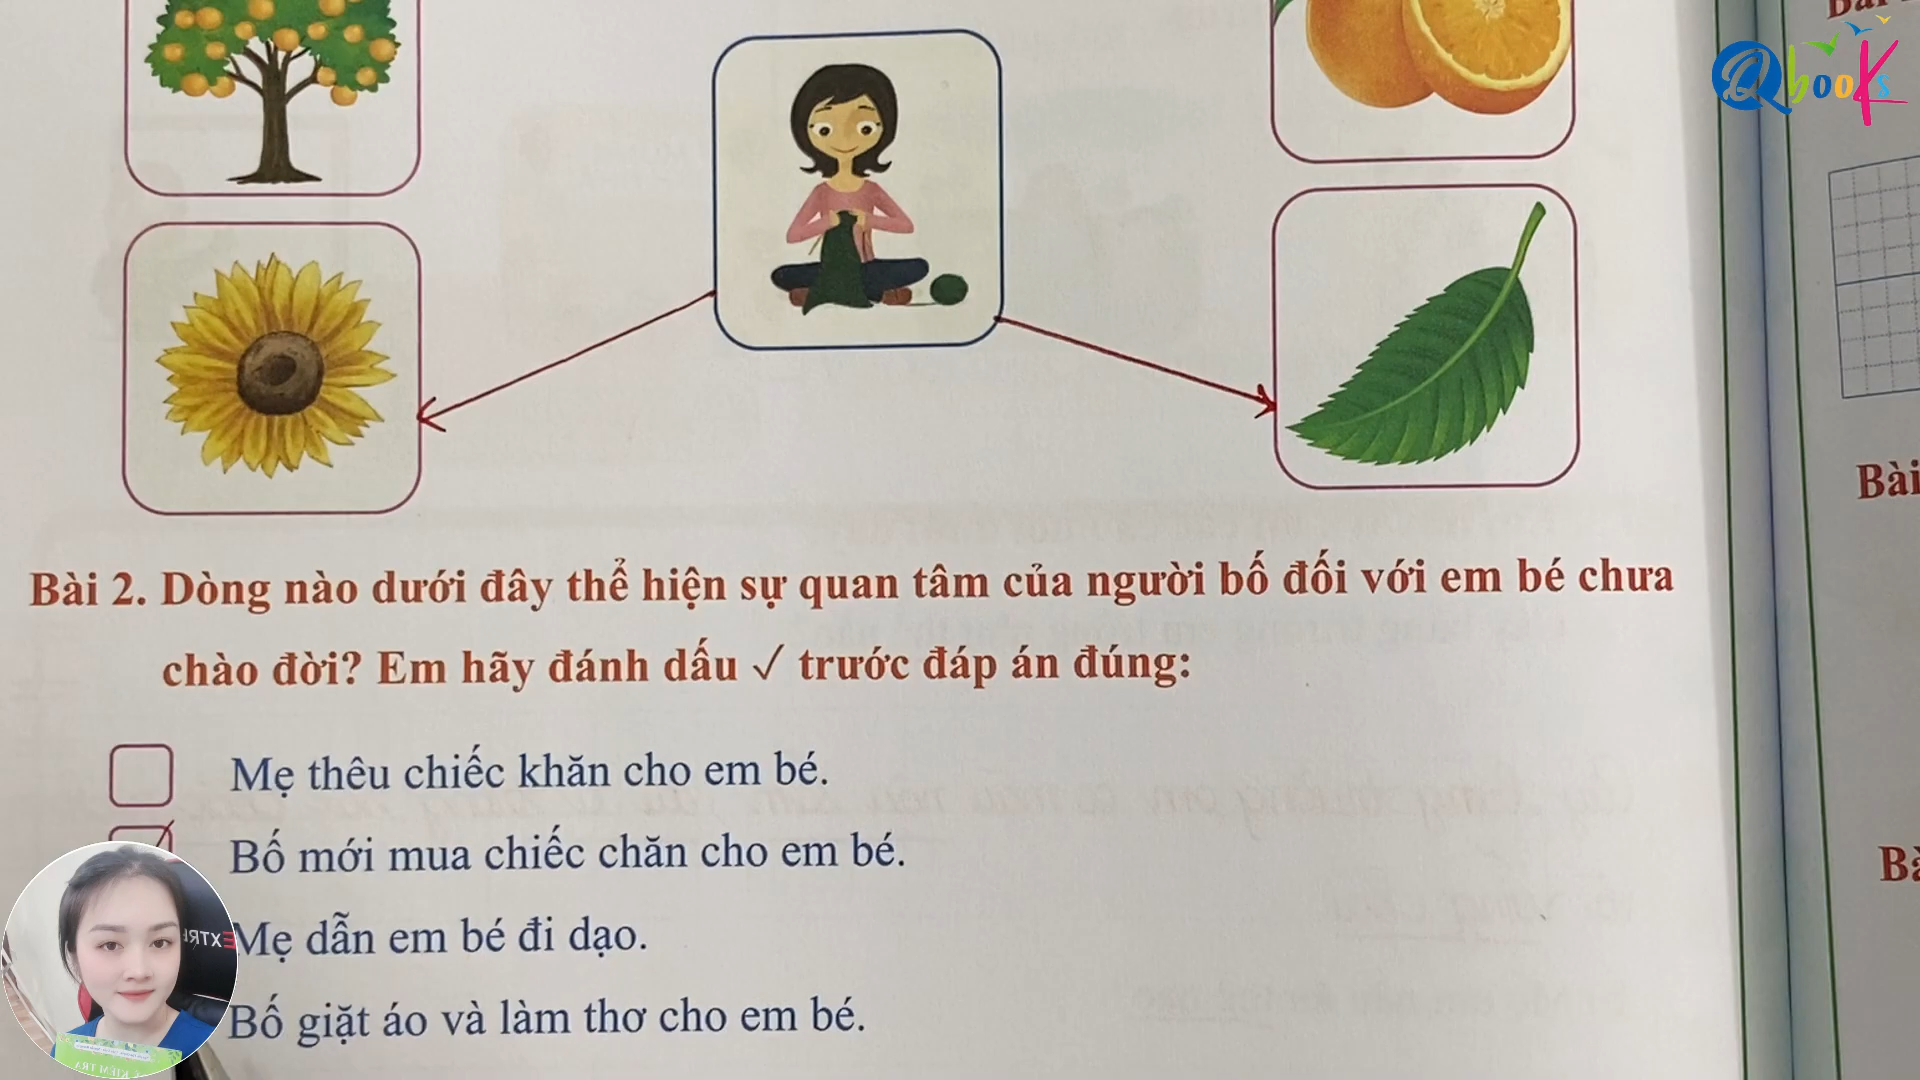 Qbooks
Bài 2. Dòng nào dưới đây thể hiện sự quan tâm của người bố đối với em bé chưa
chào đời? Em hãy đánh dấu ✓ trước đáp án đúng:
Mẹ thêu chiếc khăn cho em bé.
Bố mới mua chiếc chăn cho em bé.
Mẹ dẫn em bé đi dạo.
Bố giặt áo và làm thơ cho em bé.
Bài